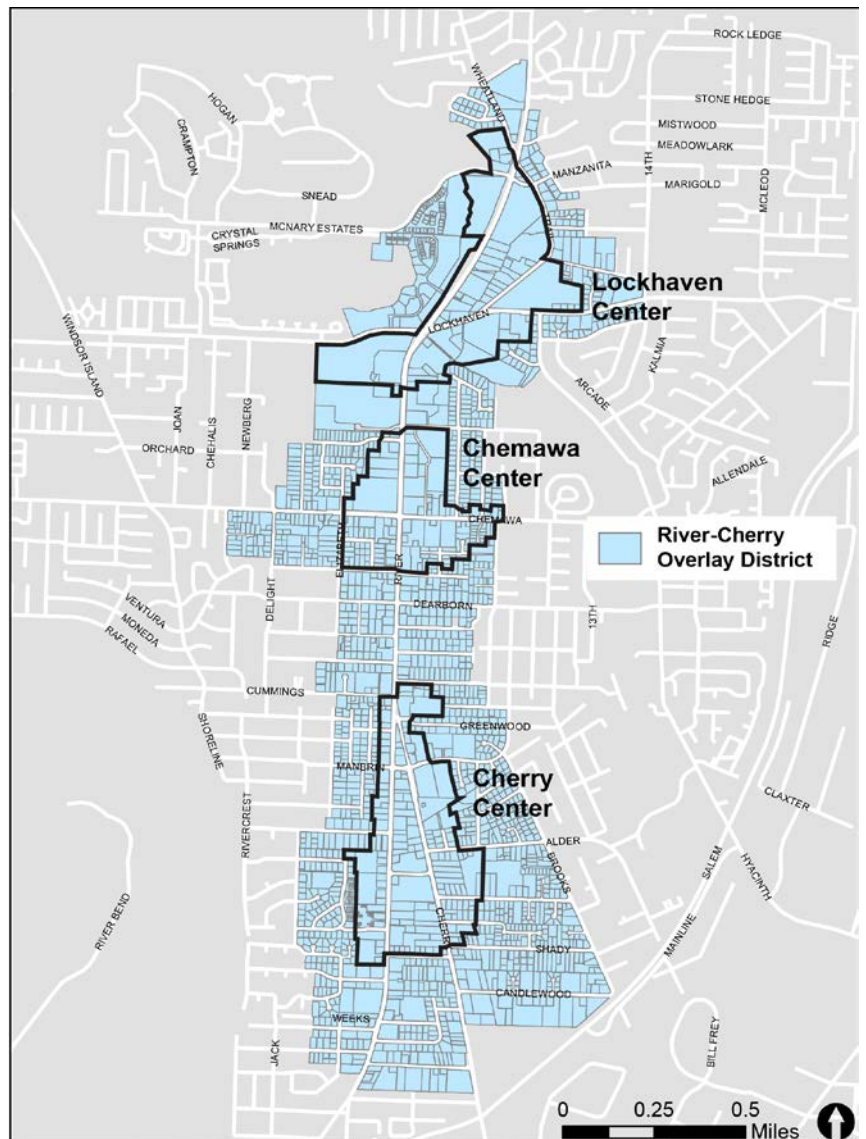 ROCK LEDGE
WHEATLAND
HOGAN
STONE HEDGE
CRAMPTON
MISTWOOD
MEADOWLARK
14TH
MANZANITA
MARIGOLD
MCLEOD
SNEAD
MCNARY ESTATES
CRYSTAL
SPRINGS
TRAIL
Lockhaven
Center
LOCKHAVEN
WINDSOR ISLAND
KALMIA
ARCADE
JOAN
CHEHALIS
NEWBERG
ORCHARD
Chemawa
Center
ALLENDALE
CHEMAWA
River-Cherry
Overlay District
ELIZABETH
RIVER
DELIGHT
DEARBORN
VENTURA
MONEDA
RAFAEL
13TH
RIDGE
CUMMINGS
SHORELINE
GREENWOOD
MANBRIN
Cherry
Center
CLAXTER
RIVERCREST
ALDER
BROOKS
SALEM
HYACINTH
MAINLINE
RIVER BEND
CHERRY
SHADY
CANDLEWOOD
WEEKS
JACK
BILL FREY
0 0.25 0.5
Miles